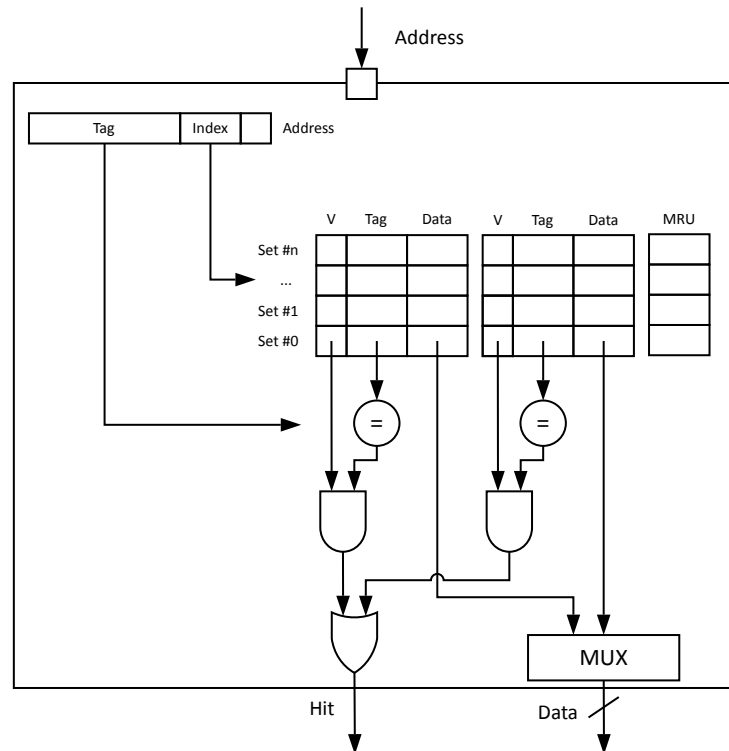 Address
Tag Index Address
V Tag Data V Tag Data MRU
Set #n
...
Set #1
Set #0
= =
MUX
Hit Data